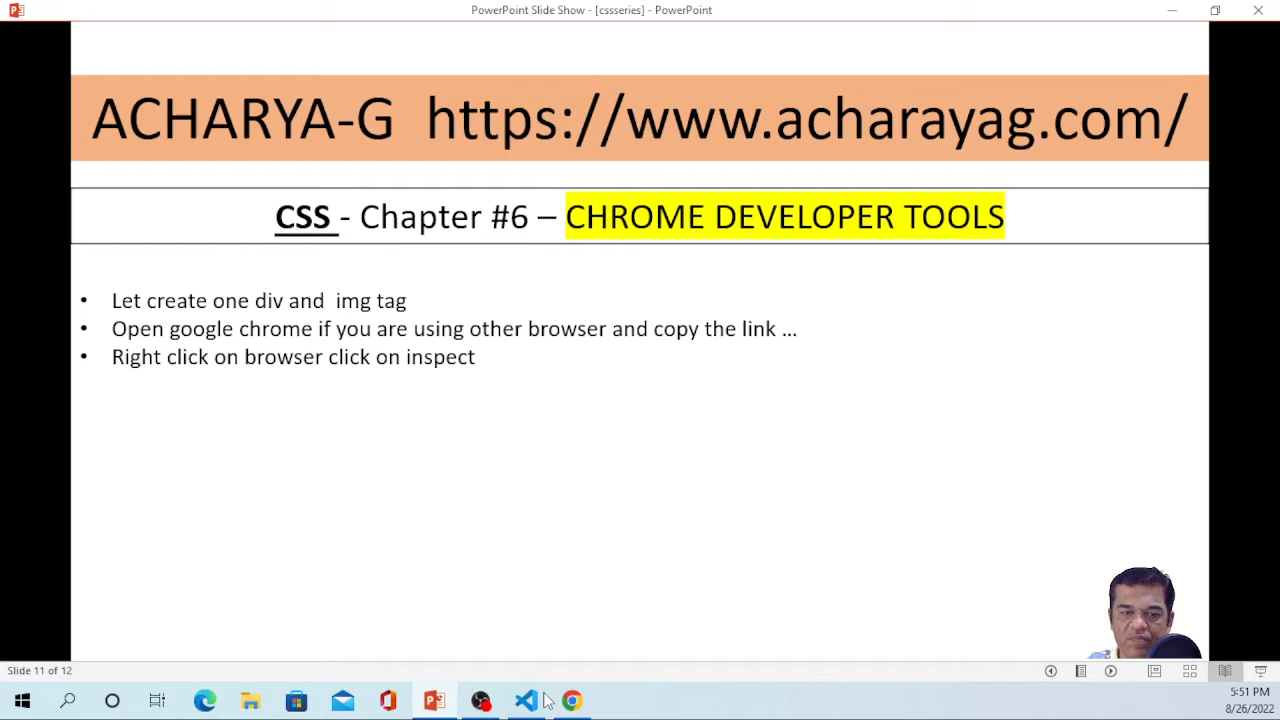 PowerPoint Slide Show - [cssseries] - PowerPoint
ACHARYA-G https://www.acharayag.com/
CSS - Chapter #6 – CHROME DEVELOPER TOOLS
• Let create one div and img tag
• Open google chrome if you are using other browser and copy the link ...
• Right click on browser click on inspect
Slide 11 of 12
5:51 PM
8/26/2022